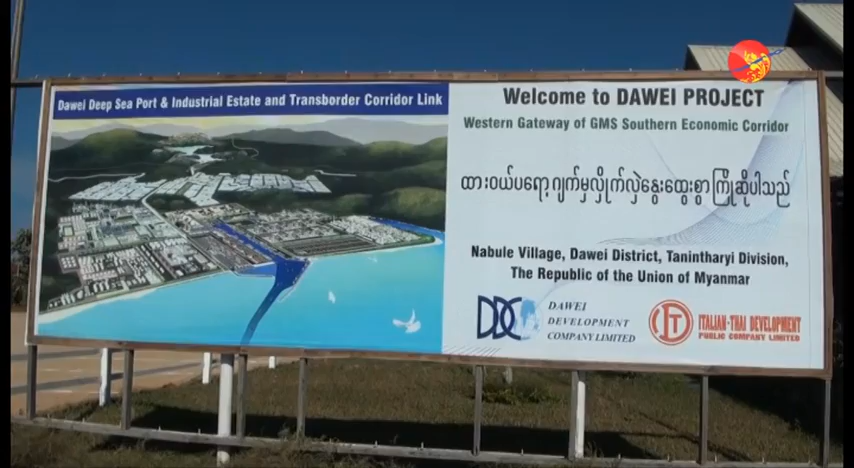 Dawei Deep Sea Port & Industrial Estate and Transborder Corridor Link
Welcome to DAWEI PROJECT
Western Gateway of GMS Southern Economic Corridor
ထားဝယ်ပရောဂျက်မှလှိုက်လှဲနွေးထွေးစွာကြိုဆိုပါသည်
Nabule Village, Dawei District, Tanintharyi Division,
The Republic of the Union of Myanmar
DDC
DAWEI
DEVELOPMENT
COMPANY LIMITED
ITALIAN-THAI DEVELOPMENT
PUBLIC COMPANY LIMITED